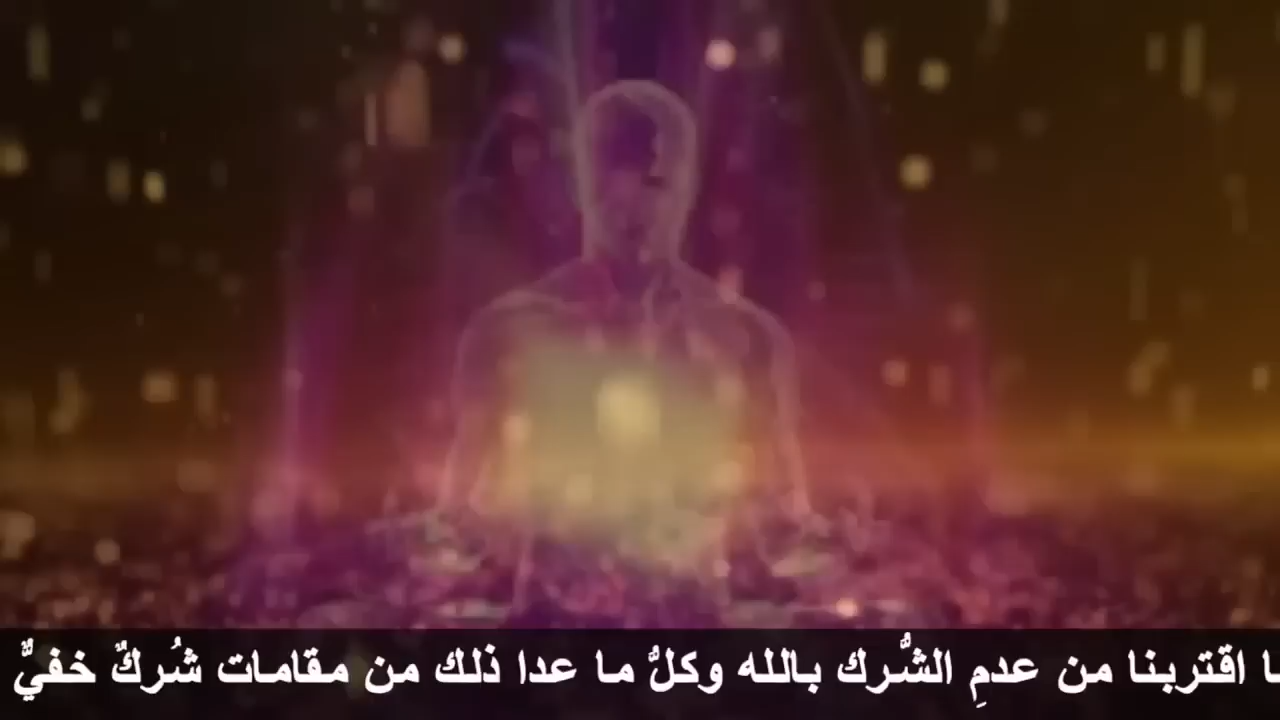 اقتربنا من عدمِ الشُّرك بالله وكلُّ ما عدا ذلك من مقامات شُركٌ خفيٌّ